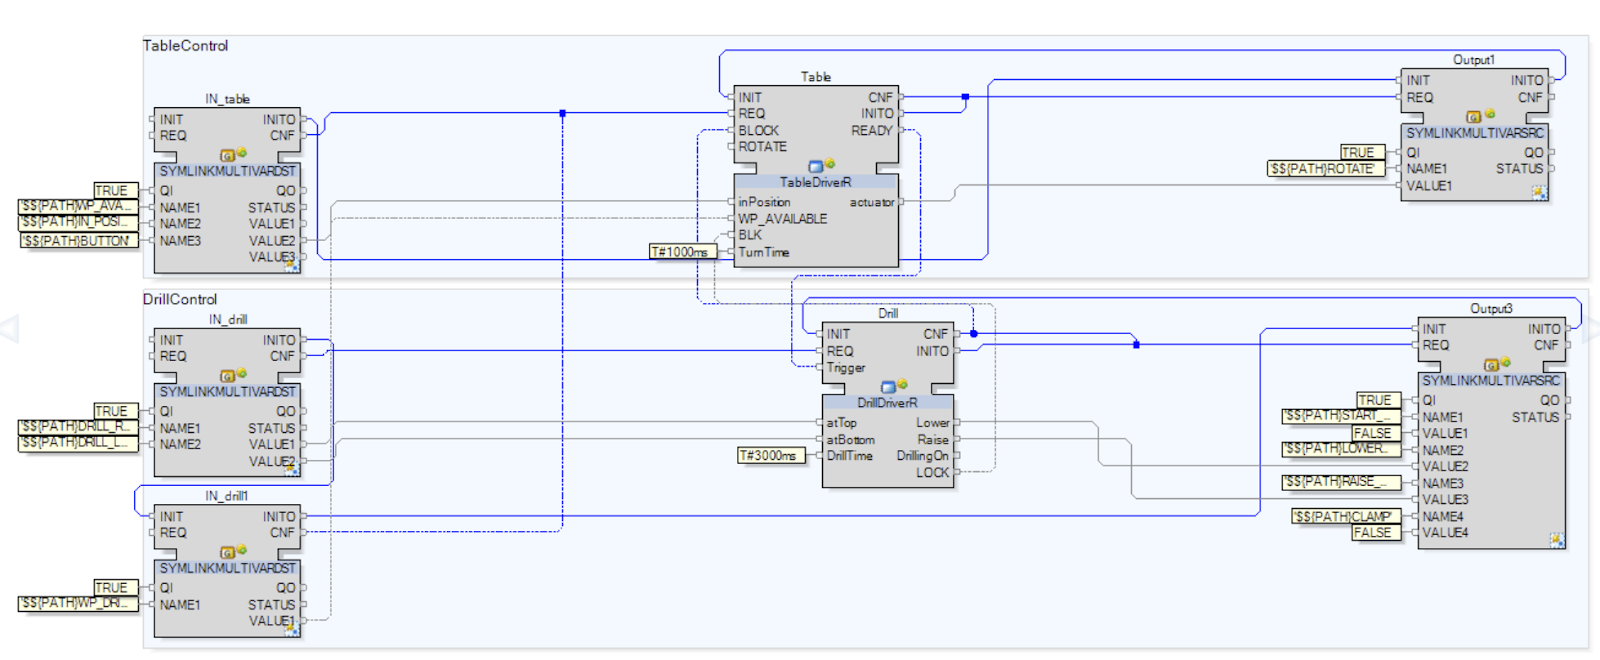 TableControl
IN_table
INIT INITO
REQ CNF
SYMLINKMULTIVARDST
TRUE QI QO
'$${PATH}WP_AVA... NAME1 STATUS
'$${PATH}IN_POSI... NAME2 VALUE1
'$${PATH}BUTTON' NAME3 VALUE2
VALUE3
Table
INIT CNF
REQ INITO
BLOCK READY
ROTATE
TableDriverR
inPosition actuator
WP_AVAILABLE
BLK
T#1000ms TurnTime
Output1
INIT INITO
REQ CNF
SYMLINKMULTIVARSRC
TRUE QI QO
'$${PATH}ROTATE' NAME1 STATUS
VALUE1
DrillControl
IN_drill
INIT INITO
REQ CNF
SYMLINKMULTIVARDST
TRUE QI QO
'$${PATH}DRILL_R... NAME1 STATUS
'$${PATH}DRILL_L... NAME2 VALUE1
VALUE2
Drill
INIT CNF
REQ INITO
Trigger
DrillDriverR
atTop Lower
atBottom Raise
T#3000ms DrillTime DrillingOn
LOCK
Output3
INIT INITO
REQ CNF
SYMLINKMULTIVARSRC
TRUE QI QO
'$${PATH}START_... NAME1 STATUS
FALSE VALUE1
'$${PATH}LOWER... NAME2
VALUE2
'$${PATH}RAISE_... NAME3
VALUE3
'$${PATH}CLAMP' NAME4
FALSE VALUE4
IN_drill1
INIT INITO
REQ CNF
SYMLINKMULTIVARDST
TRUE QI QO
'$${PATH}WP_DRI... NAME1 STATUS
VALUE1